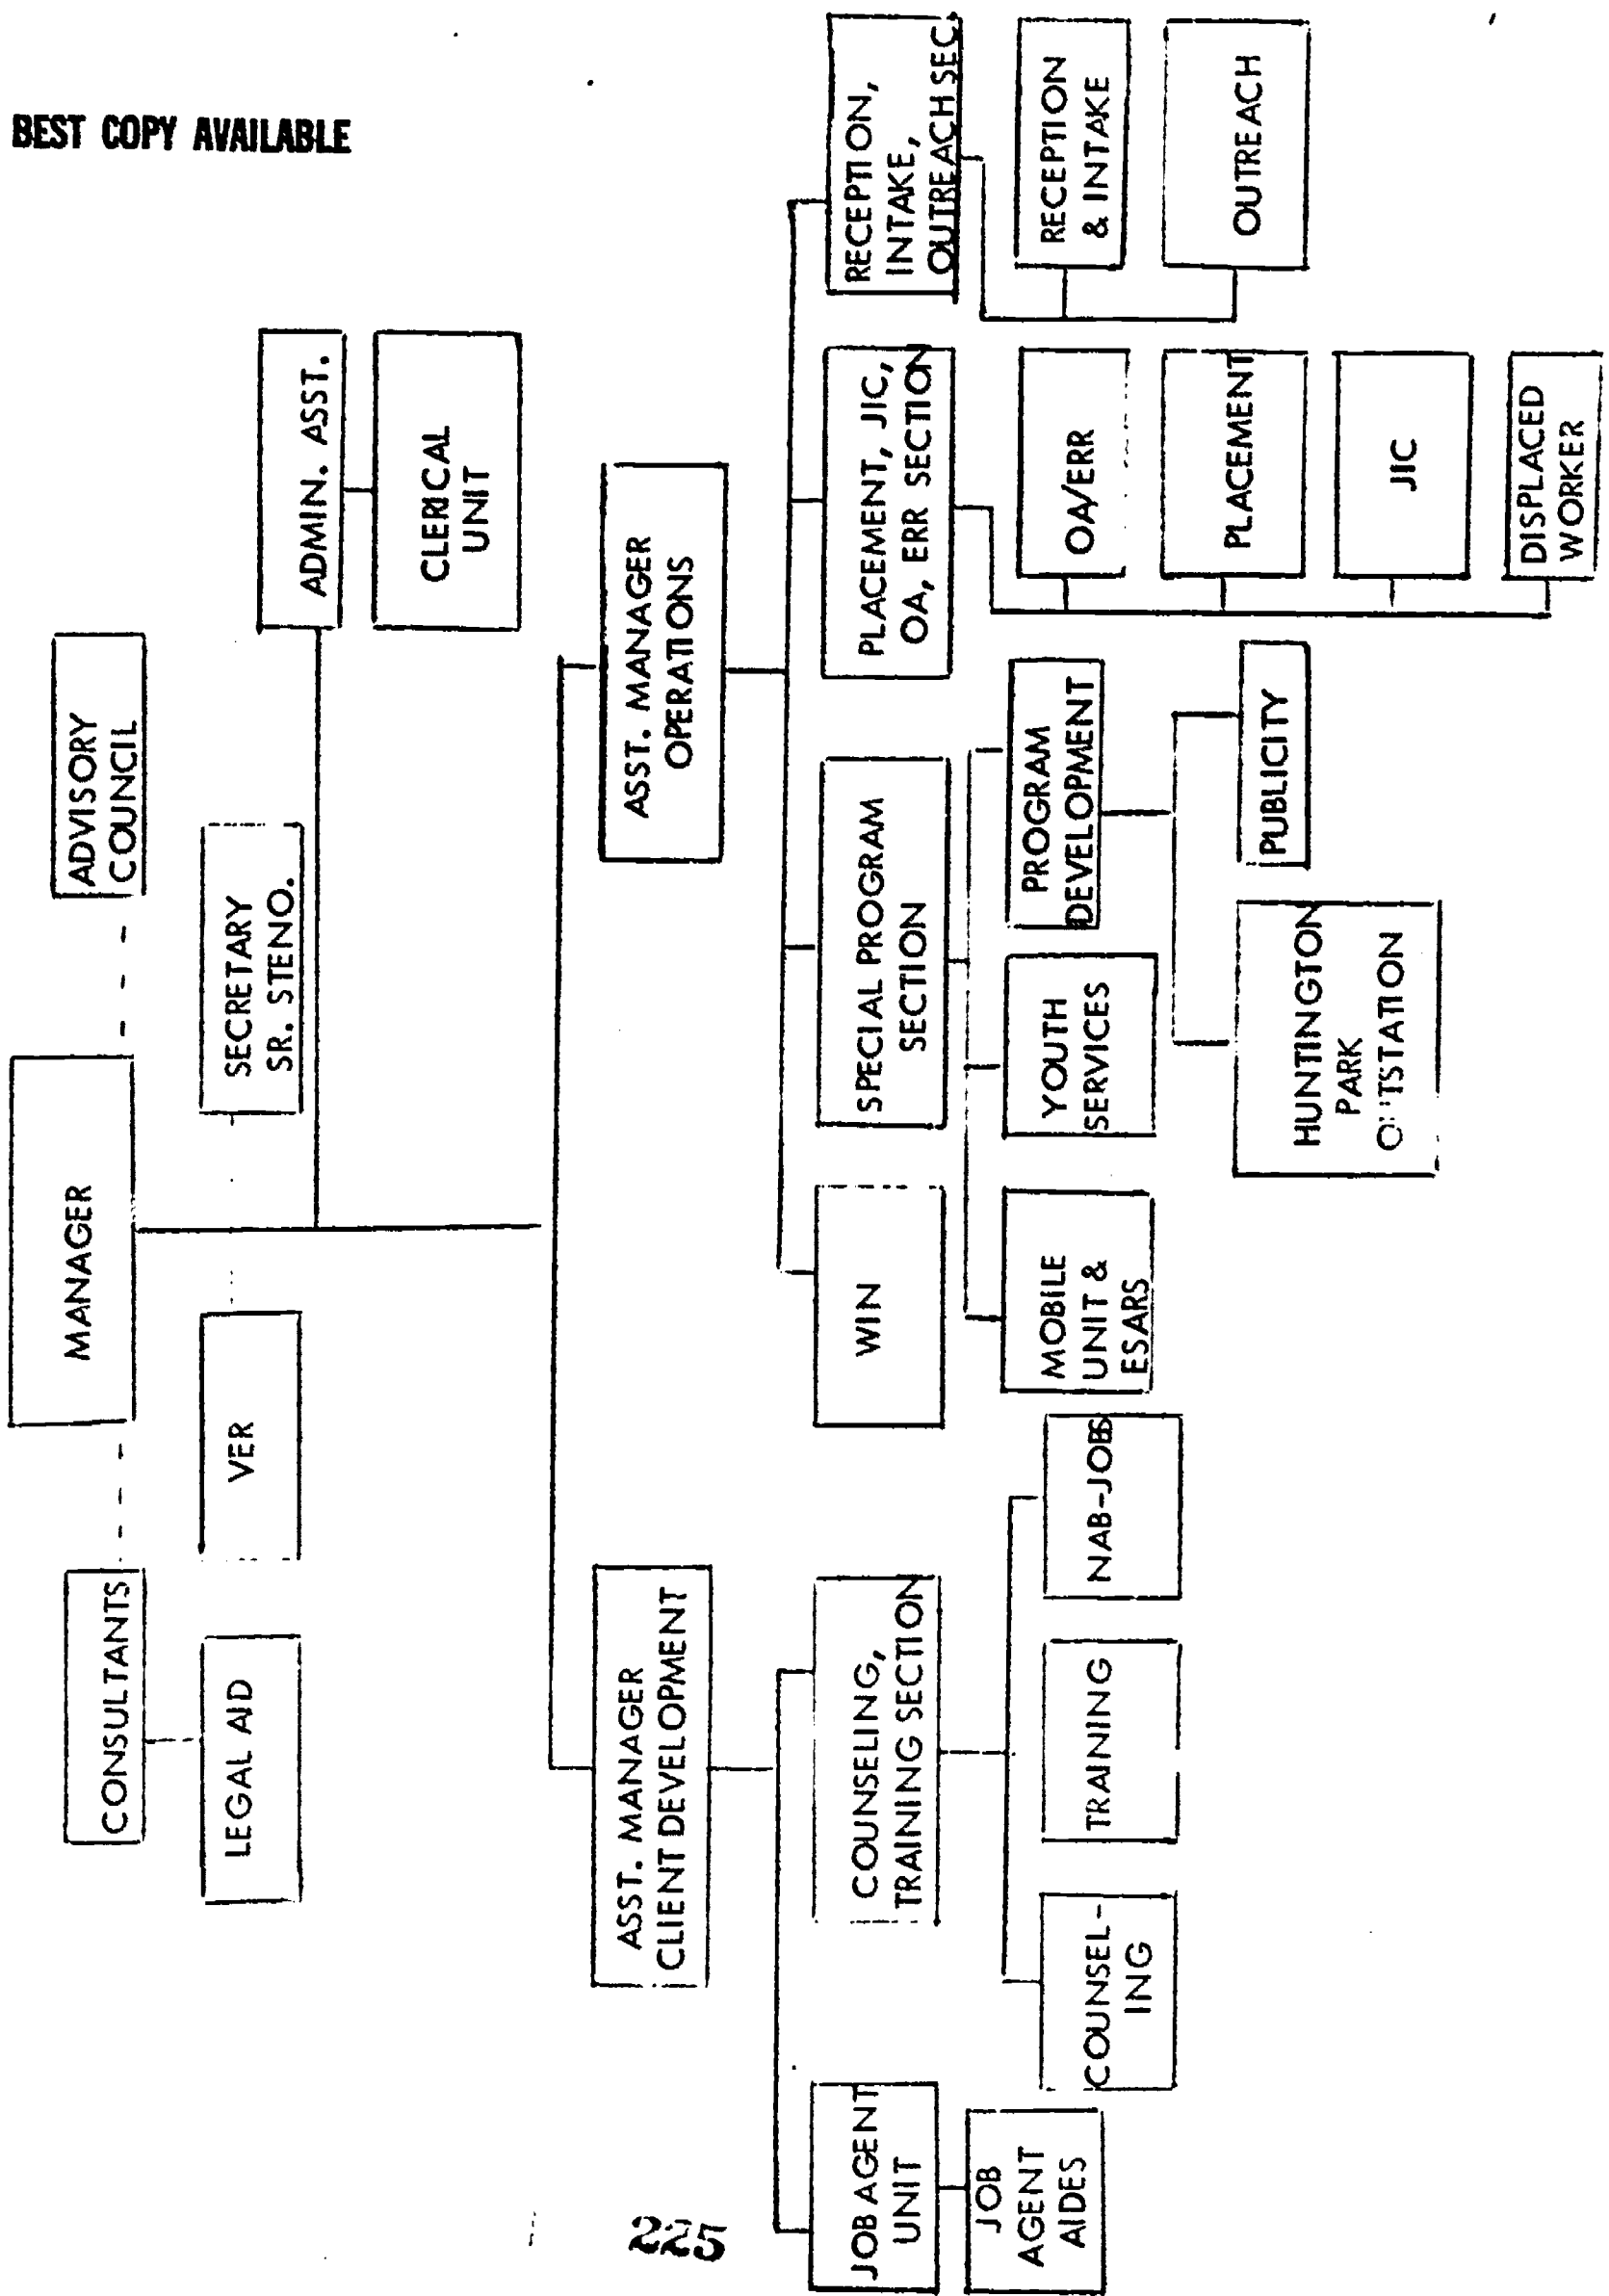 BEST COPY AVAILABLE
MANAGER
CONSULTANTS
ADVISORY
COUNCIL
LEGAL AID
VER
SECRETARY
SR. STENO.
ADMIN. ASST.
CLERICAL
UNIT
ASST. MANAGER
CLIENT DEVELOPMENT
ASST. MANAGER
OPERATIONS
JOB AGENT
UNIT
JOB
AGENT
AIDES
COUNSELING,
TRAINING SECTION
COUNSEL-
ING
TRAINING
NAB-JOBS
WIN
SPECIAL PROGRAM
SECTION
MOBILE
UNIT &
ESARS
YOUTH
SERVICES
PROGRAM
DEVELOPMENT
HUNTINGTON
PARK
OUTSTATION
PUBLICITY
PLACEMENT, JIC,
OA, ERR SECTION
OA/ERR
PLACEMENT
JIC
DISPLACED
WORKER
RECEPTION,
INTAKE,
OUTREACH SEC.
RECEPTION
& INTAKE
OUTREACH
225